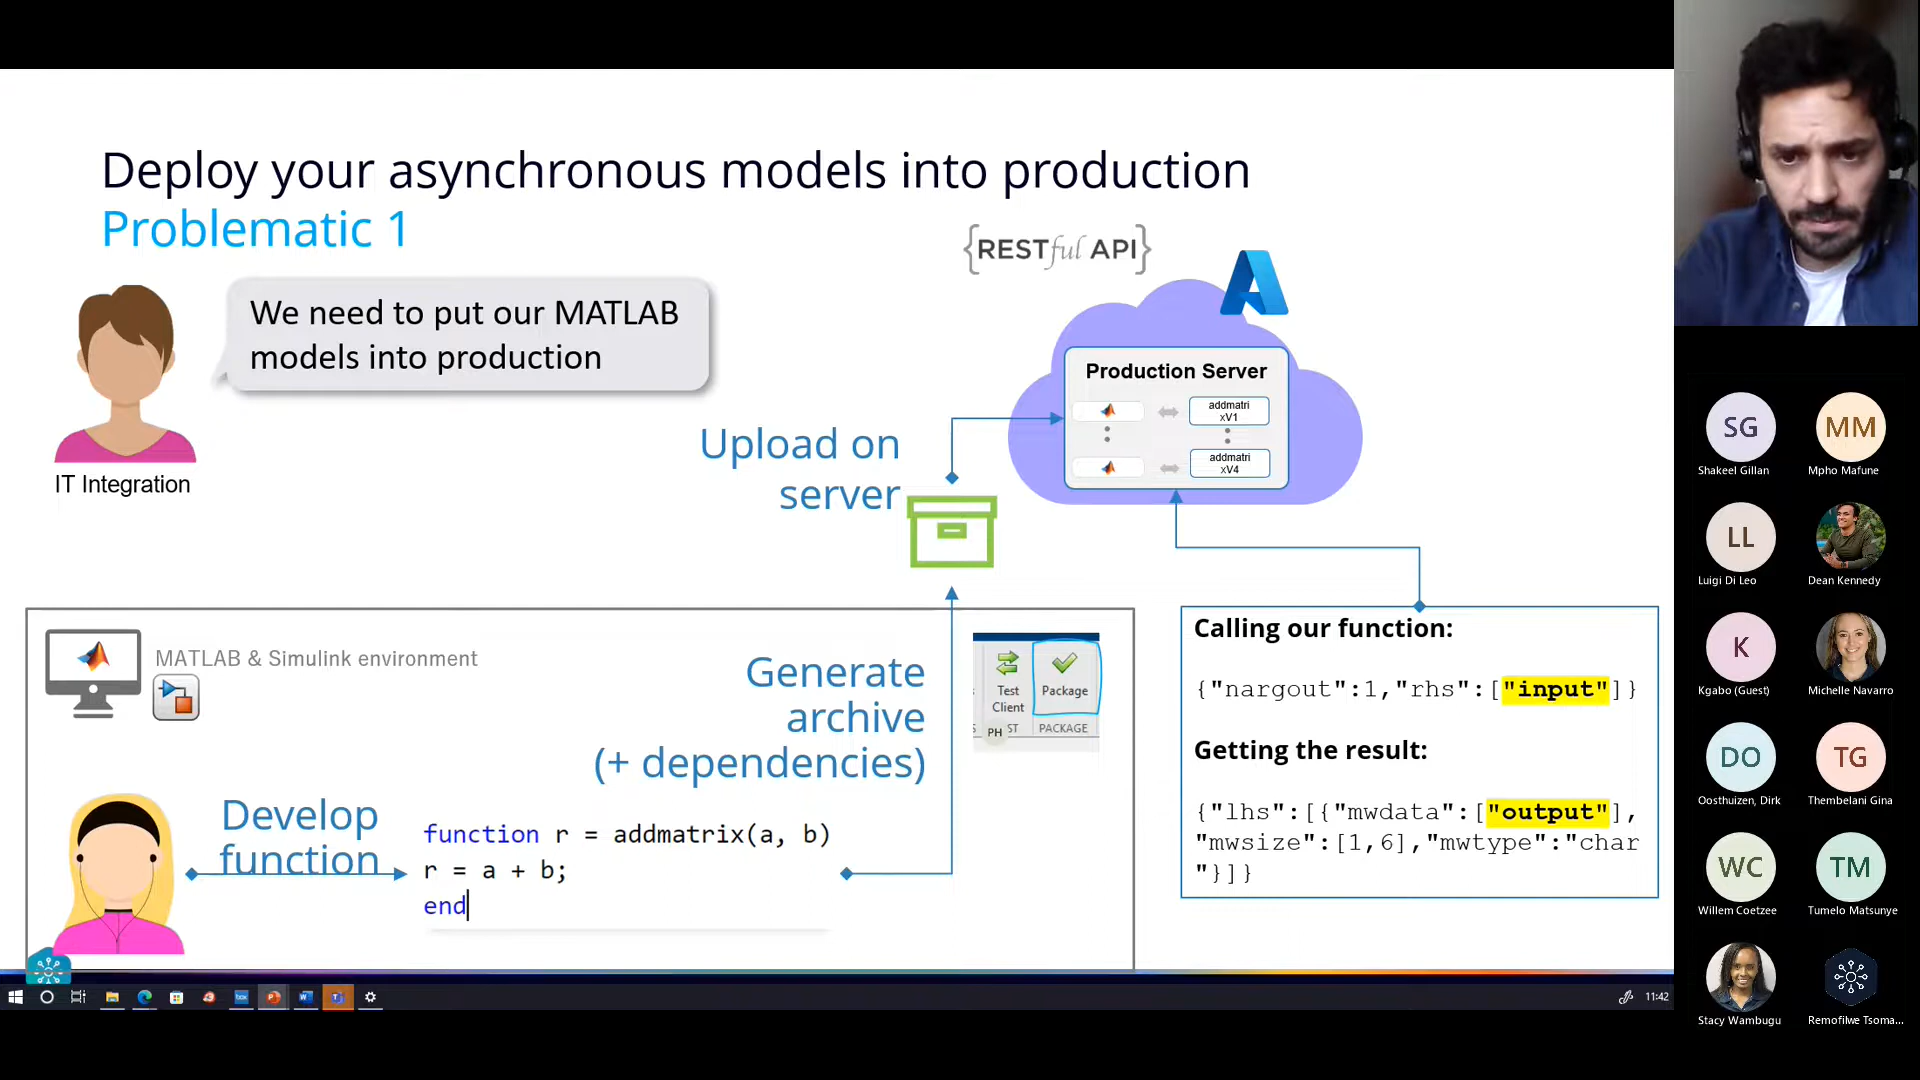 Deploy your asynchronous models into production
Problematic 1
{RESTful API}
We need to put our MATLAB
models into production
IT Integration
Production Server
addmatri
xV1
addmatri
xV4
Upload on
server
MATLAB & Simulink environment
Generate
archive
(+ dependencies)
Test
Client
Package
PH
ST
PACKAGE
Develop
function
function r = addmatrix(a, b)
r = a + b;
end
Calling our function:
{"nargout":1,"rhs":["input"]}
Getting the result:
{"lhs":[{"mwdata":["output"],
"mwsize":[1,6],"mwtype":"char
"}]}
11:42
SG
Shakeel Gillan
MM
Mpho Mafune
LL
Luigi Di Leo
Dean Kennedy
K
Kgabo (Guest)
Michelle Navarro
DO
Oosthuizen, Dirk
TG
Thembelani Gina
WC
Willem Coetzee
TM
Tumelo Matsunye
Stacy Wambugu
Remofilwe Tsoma...